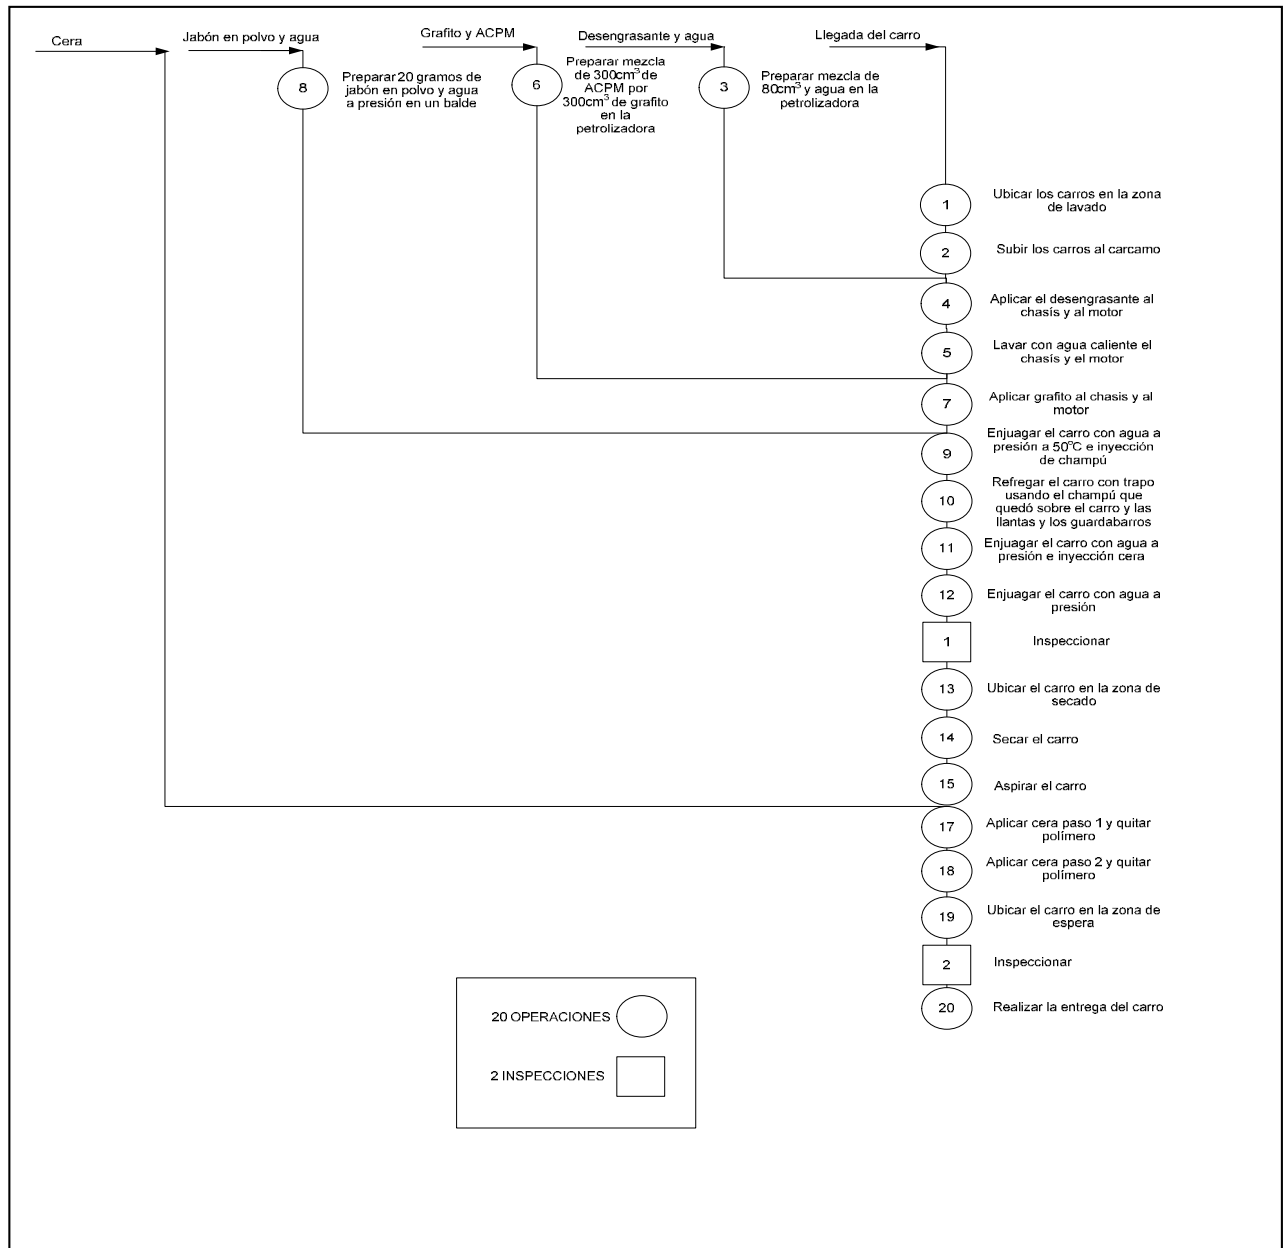 Cera
Jabón en polvo y agua
Grafito y ACPM
Desengrasante y agua
Llegada del carro
8
Preparar 20 gramos de
jabón en polvo y agua
a presión en un balde
6
Preparar mezcla
de 300cm³ de
ACPM por
300cm³ de grafito
en la
petrolizadora
3
Preparar mezcla de
80cm³ y agua en la
petrolizadora
1
Ubicar los carros en la zona
de lavado
2
Subir los carros al carcamo
4
Aplicar el desengrasante al
chasís y al motor
5
Lavar con agua caliente el
chasís y el motor
7
Aplicar grafito al chasis y al
motor
9
Enjuagar el carro con agua a
presión a 50°C e inyección
de champú
10
Refregar el carro con trapo
usando el champú que
quedó sobre el carro y las
llantas y los guardabarros
11
Enjuagar el carro con agua a
presión e inyección cera
12
Enjuagar el carro con agua a
presión
1
Inspeccionar
13
Ubicar el carro en la zona de
secado
14
Secar el carro
15
Aspirar el carro
17
Aplicar cera paso 1 y quitar
polímero
18
Aplicar cera paso 2 y quitar
polímero
19
Ubicar el carro en la zona de
espera
2
Inspeccionar
20
Realizar la entrega del carro
20 OPERACIONES
2 INSPECCIONES